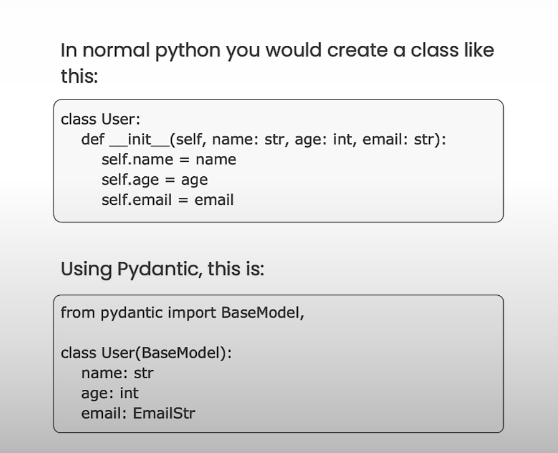 In normal python you would create a class like
this:
class User:
    def __init__(self, name: str, age: int, email: str):
        self.name = name
        self.age = age
        self.email = email
Using Pydantic, this is:
from pydantic import BaseModel,

class User(BaseModel):
    name: str
    age: int
    email: EmailStr